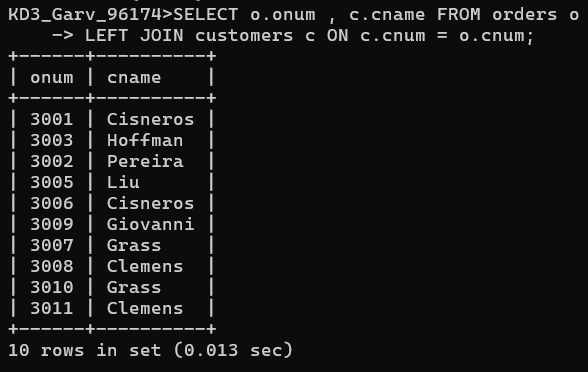 KD3_Garv_96174>SELECT o.onum , c.cname FROM orders o
    -> LEFT JOIN customers c ON c.cnum = o.cnum;
+------+----------+
| onum | cname    |
+------+----------+
| 3001 | Cisneros |
| 3003 | Hoffman  |
| 3002 | Pereira  |
| 3005 | Liu      |
| 3006 | Cisneros |
| 3009 | Giovanni |
| 3007 | Grass    |
| 3008 | Clemens  |
| 3010 | Grass    |
| 3011 | Clemens  |
+------+----------+
10 rows in set (0.013 sec)